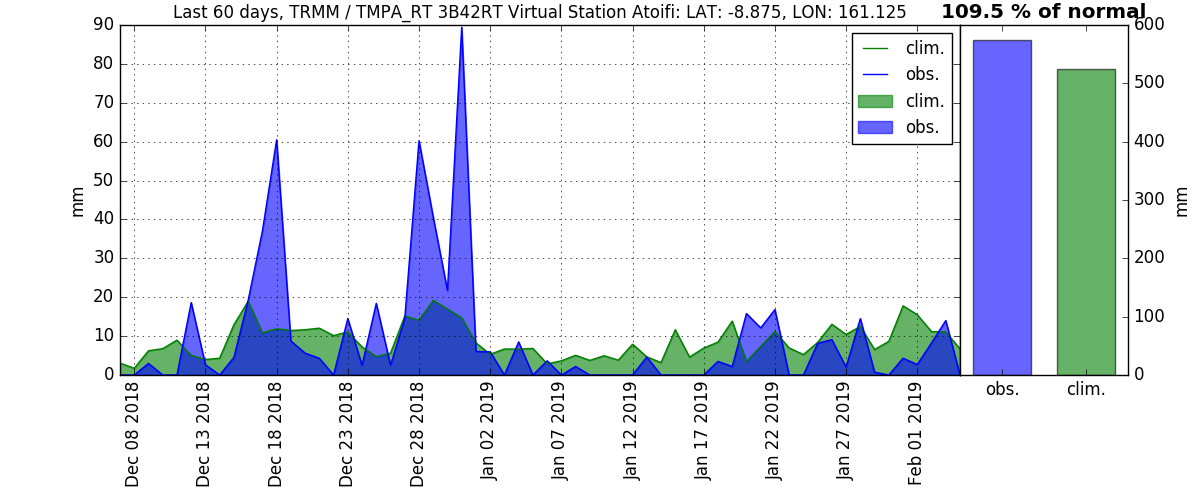 Last 60 days, TRMM / TMPA_RT 3B42RT Virtual Station Atoifi: LAT: -8.875, LON: 161.125
109.5 % of normal
90
80
70
60
50
40
30
20
10
0
mm
clim.
obs.
clim.
obs.
600
500
400
300
200
100
0
mm
obs.
clim.
Dec 08 2018
Dec 13 2018
Dec 18 2018
Dec 23 2018
Dec 28 2018
Jan 02 2019
Jan 07 2019
Jan 12 2019
Jan 17 2019
Jan 22 2019
Jan 27 2019
Feb 01 2019